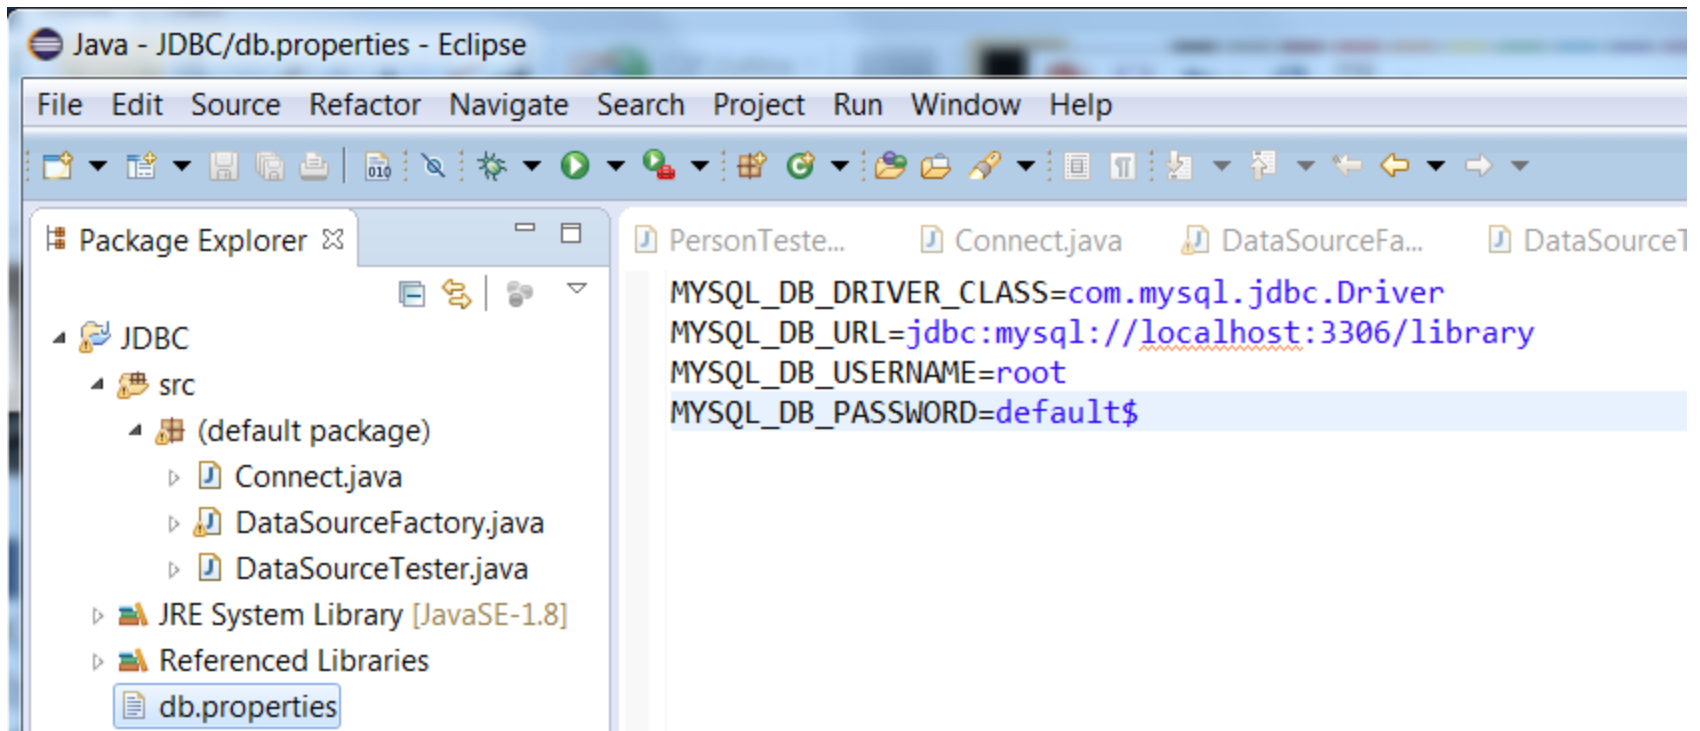 Java - JDBC/db.properties - Eclipse
File Edit Source Refactor Navigate Search Project Run Window Help
010
Package Explorer
JDBC
src
(default package)
Connect.java
DataSourceFactory.java
DataSourceTester.java
JRE System Library [JavaSE-1.8]
Referenced Libraries
db.properties
PersonTeste... Connect.java DataSourceFa... DataSourceT
MYSQL_DB_DRIVER_CLASS=com.mysql.jdbc.Driver
MYSQL_DB_URL=jdbc:mysql://localhost:3306/library
MYSQL_DB_USERNAME=root
MYSQL_DB_PASSWORD=default$